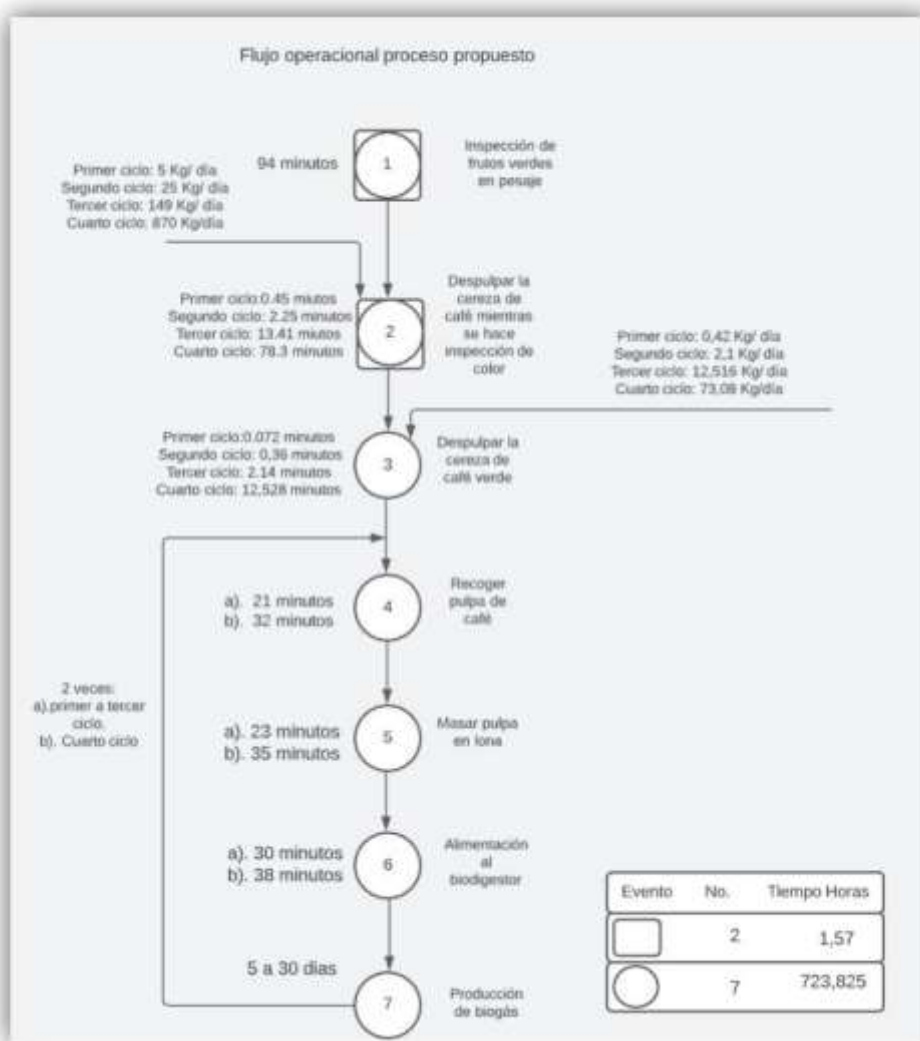 Flujo operacional proceso propuesto
94 minutos
1
Inspección de
frutos verdes
en pesaje
Primer ciclo: 5 Kg/ día
Segundo ciclo: 25 Kg/ día
Tercer ciclo: 149 Kg/ día
Cuarto ciclo: 870 Kg/día
Primer ciclo:0.45 miutos
Segundo ciclo: 2.25 minutos
Tercer ciclo: 13.41 miutos
Cuarto ciclo: 78.3 minutos
2
Despulpar la
cereza de
café mientras
se hace
inspección de
color
Primer ciclo: 0,42 Kg/ día
Segundo ciclo: 2,1 Kg/ día
Tercer ciclo: 12,516 Kg/ día
Cuarto ciclo: 73,08 Kg/día
Primer ciclo:0.072 minutos
Segundo ciclo: 0,36 minutos
Tercer ciclo: 2.14 minutos
Cuarto ciclo: 12,528 minutos
3
Despulpar la
cereza de
café verde
a). 21 minutos
b). 32 minutos
4
Recoger
pulpa de
café
2 veces:
a).primer a tercer
ciclo.
b). Cuarto ciclo
a). 23 minutos
b). 35 minutos
5
Masar pulpa
en lona
a). 30 minutos
b). 38 minutos
6
Alimentación
al
biodigestor
5 a 30 dias
7
Producción
de biogás
Evento No. Tiempo Horas
2 1,57
7 723,825